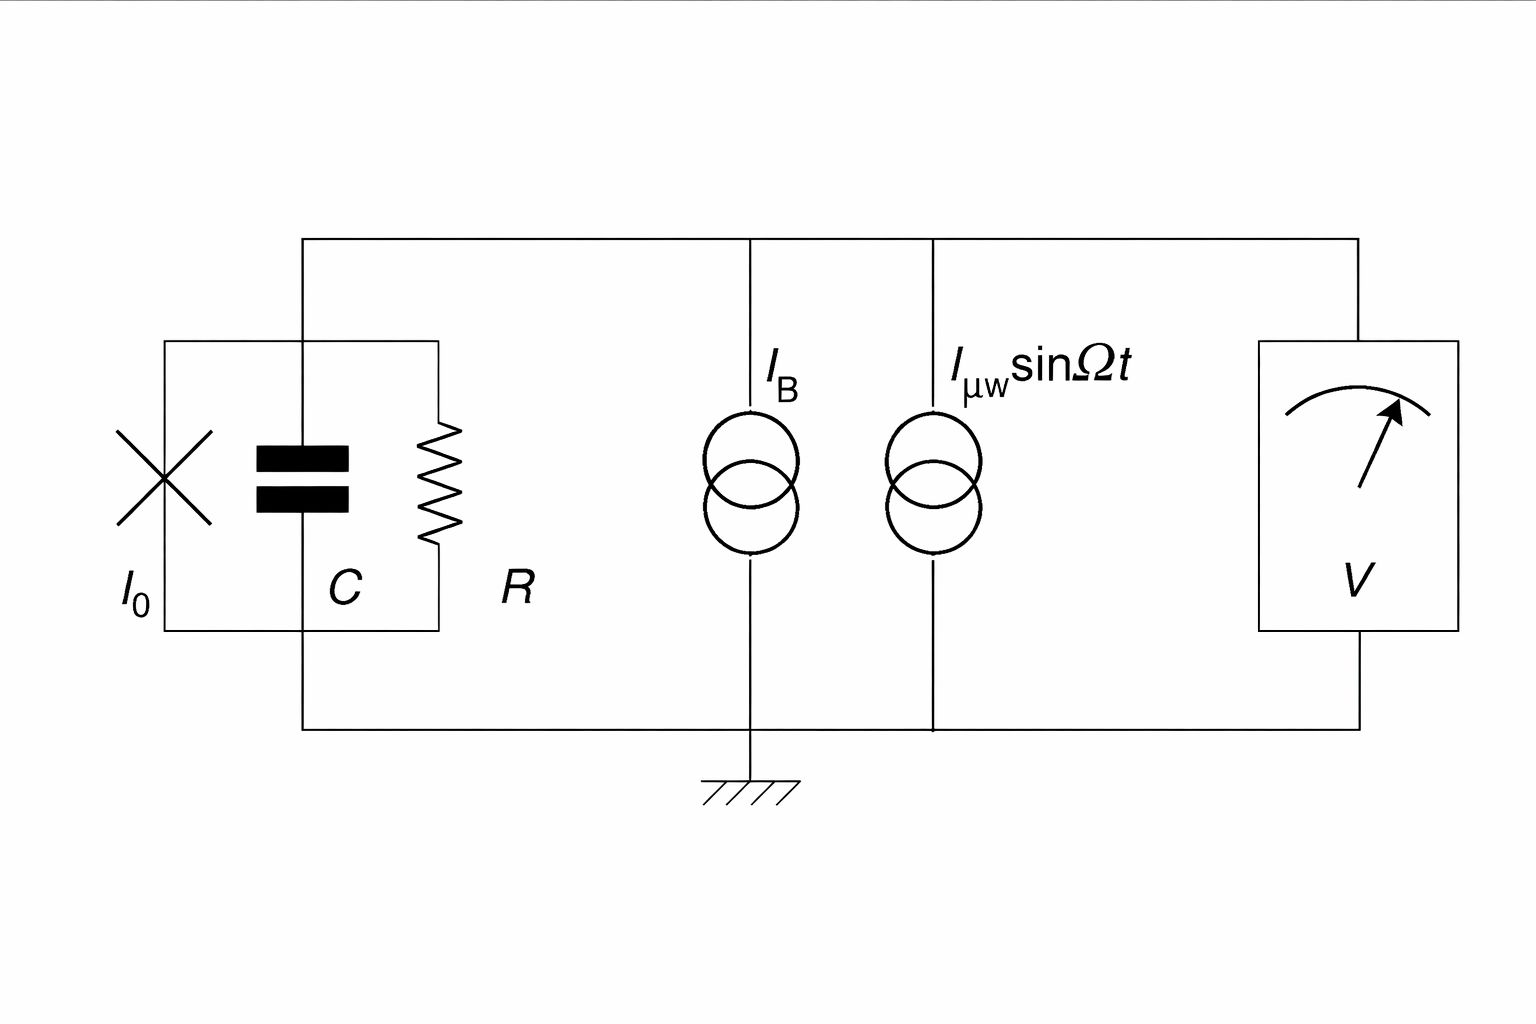 I_B
I_μw sinΩt
I_0
C
R
V